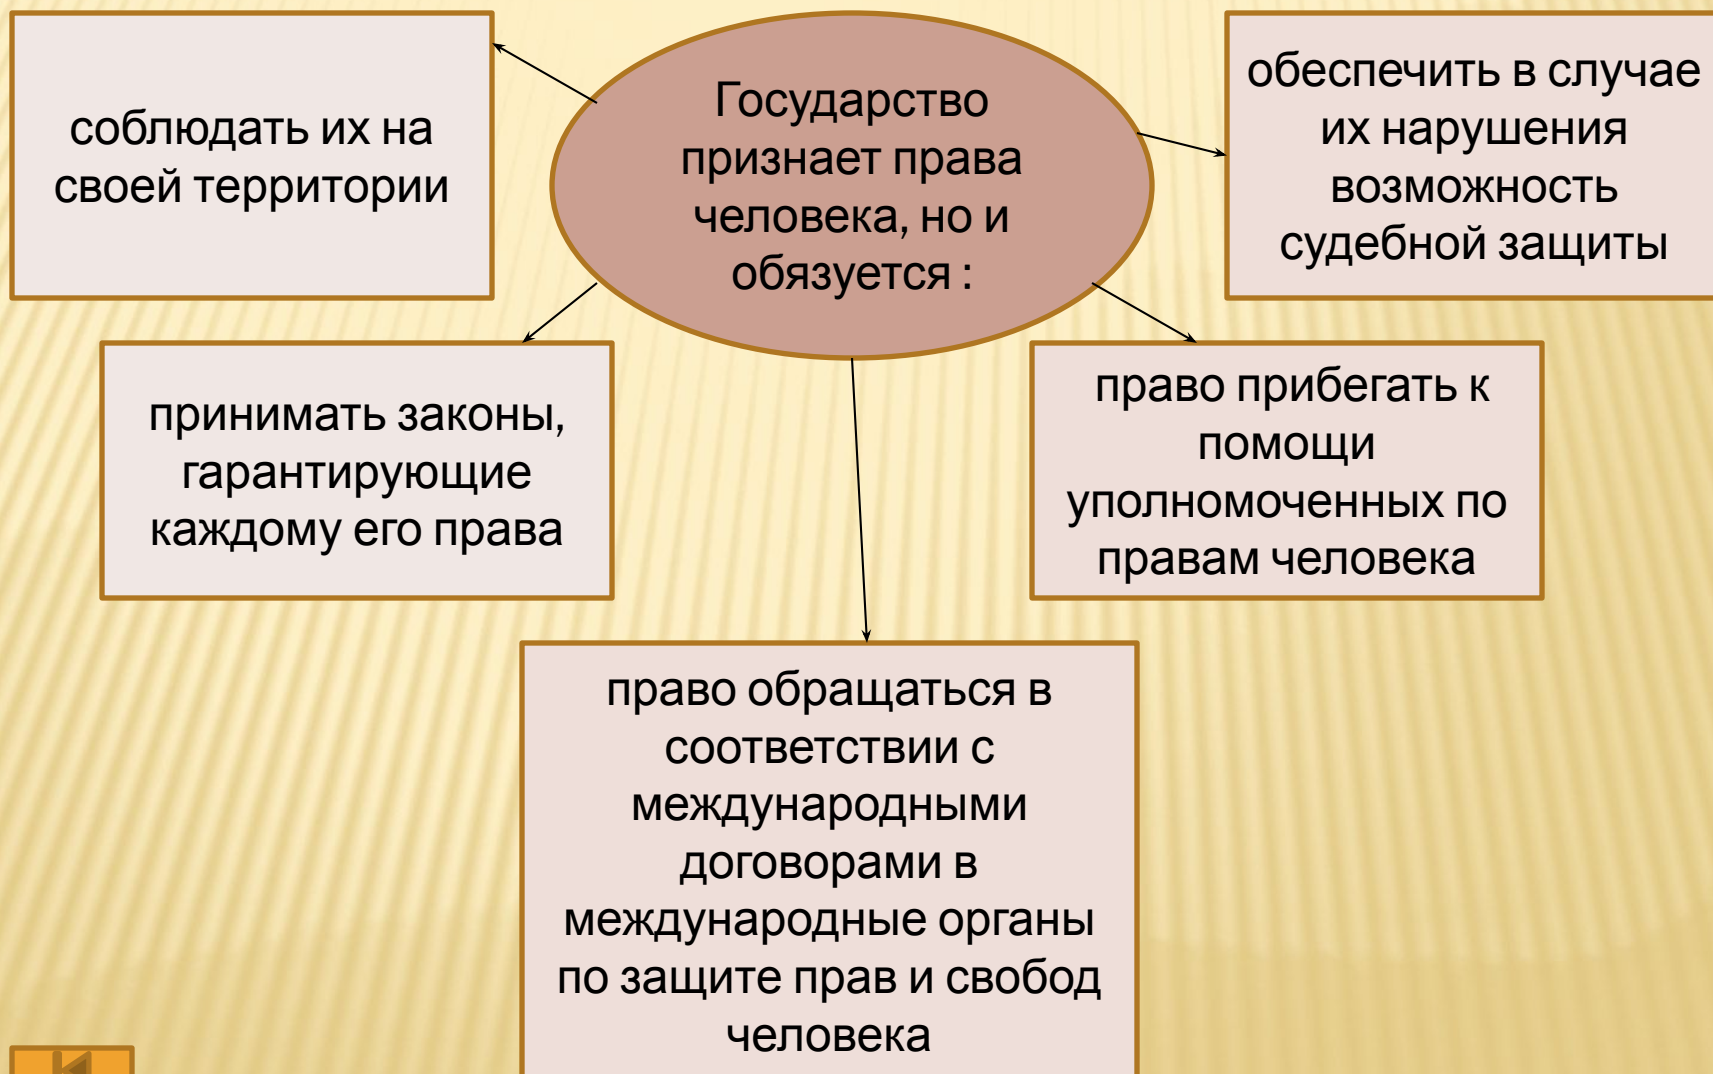 соблюдать их на
своей территории
Государство
признает права
человека, но и
обязуется :
обеспечить в случае
их нарушения
возможность
судебной защиты
принимать законы,
гарантирующие
каждому его права
право прибегать к
помощи
уполномоченных по
правам человека
право обращаться в
соответствии с
международными
договорами в
международные органы
по защите прав и свобод
человека